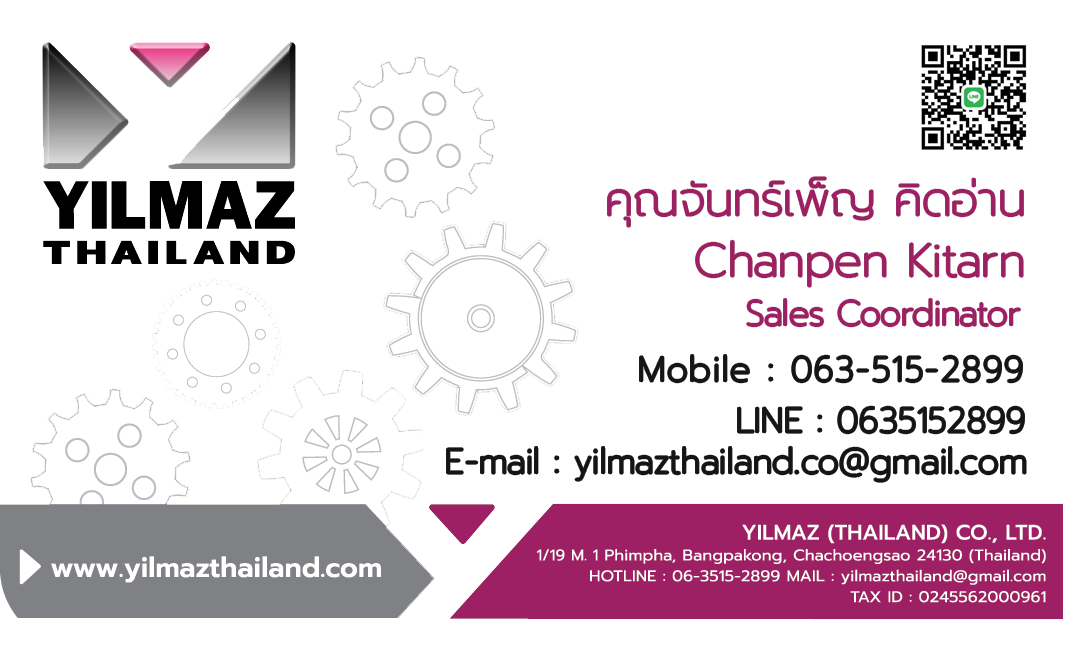 YILMAZ
THAILAND
LINE
คุณจันทร์เพ็ญ คิดอ่าน
Chanpen Kitarn
Sales Coordinator
Mobile : 063-515-2899
LINE : 0635152899
E-mail : yilmazthailand.co@gmail.com
www.yilmazthailand.com
YILMAZ (THAILAND) CO., LTD.
1/19 M. 1 Phimpha, Bangpakong, Chachoengsao 24130 (Thailand)
HOTLINE : 06-3515-2899 MAIL : yilmazthailand@gmail.com
TAX ID : 0245562000961